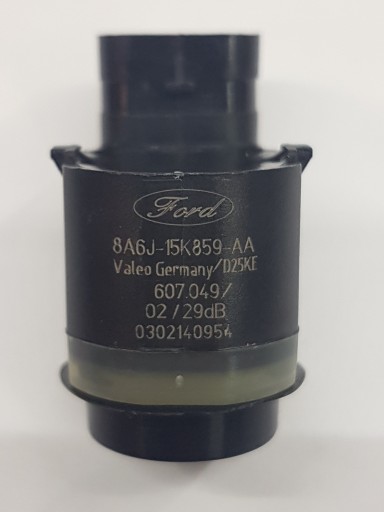 Ford
8A6J-15K859-AA
Valeo Germany/D25KE
607.049/
02/29dB
0302140954